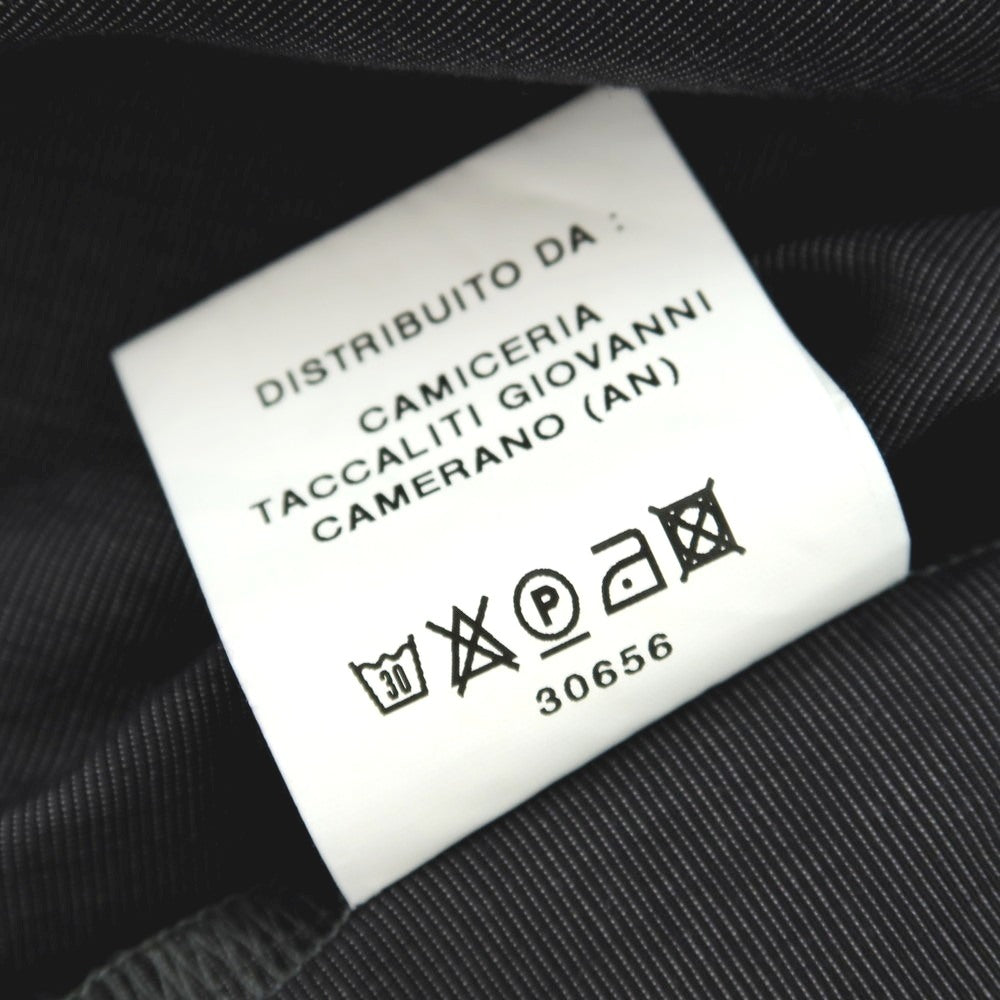 DISTRIBUITO DA :
CAMICERIA
TACCALITI GIOVANNI
CAMERANO (AN)
30
P
30656